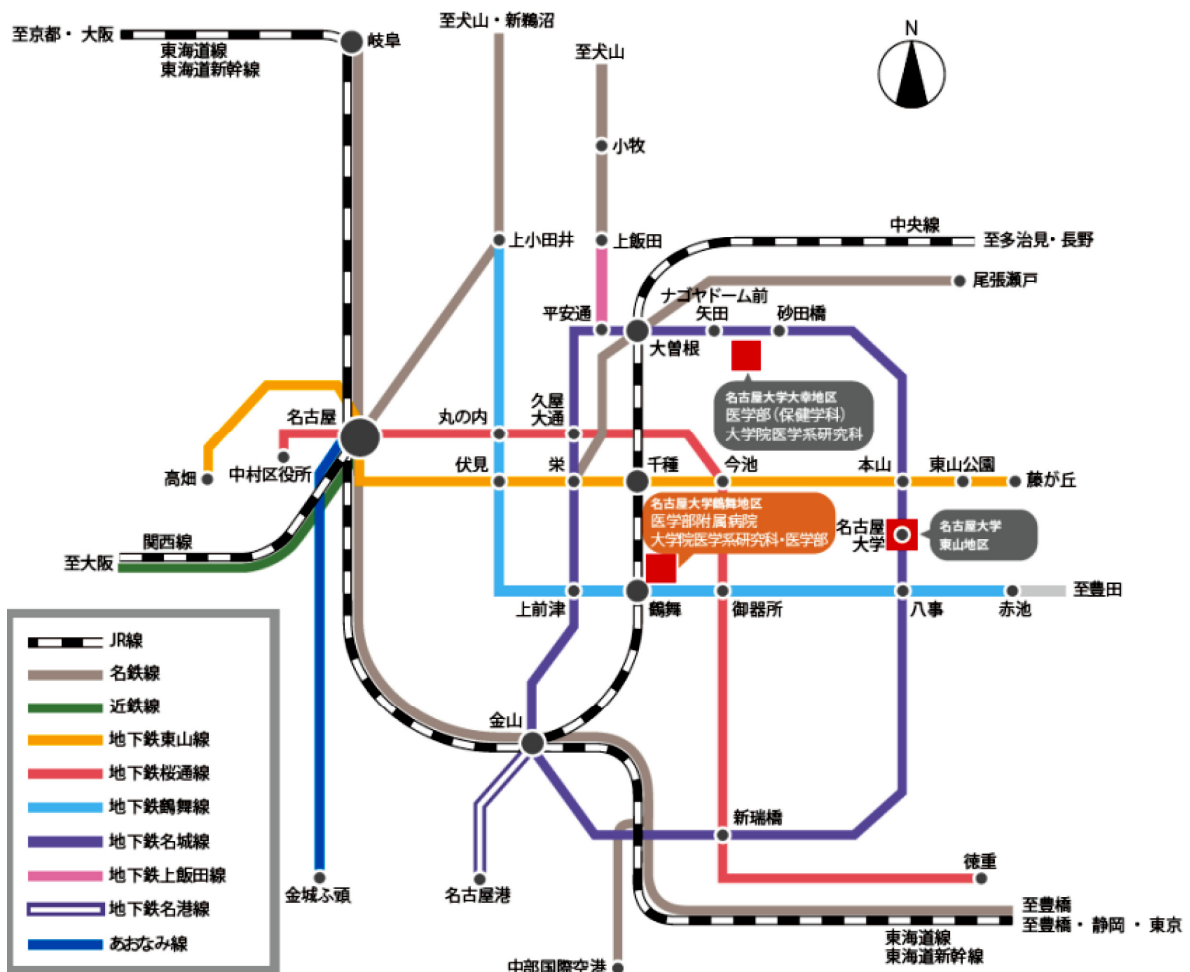 至犬山・新鵜沼
N
至京都・ 大阪
岐阜
東海道線
東海道新幹線
至犬山
小牧
中央線
上小田井
上飯田
至多治見・長野
尾張瀬戸
ナゴヤドーム前
平安通
矢田
砂田橋
大曽根
名古屋大学大幸地区
医学部（保健学科）
大学院医学系研究科
久屋
大通
名古屋
丸の内
高畑
中村区役所
伏見
栄
千種
今池
本山
東山公園
藤が丘
名古屋大学鶴舞地区
医学部附属病院
大学院医学系研究科・医学部
名古屋
大学
名古屋大学
東山地区
関西線
至大阪
上前津
鶴舞
御器所
八事
赤池
至豊田
JR線
名鉄線
近鉄線
地下鉄東山線
地下鉄桜通線
地下鉄鶴舞線
地下鉄名城線
地下鉄上飯田線
地下鉄名港線
あおなみ線
金山
新瑞橋
徳重
金城ふ頭
名古屋港
至豊橋
至豊橋・ 静岡 ・ 東京
東海道線
東海道新幹線
中部国際空港